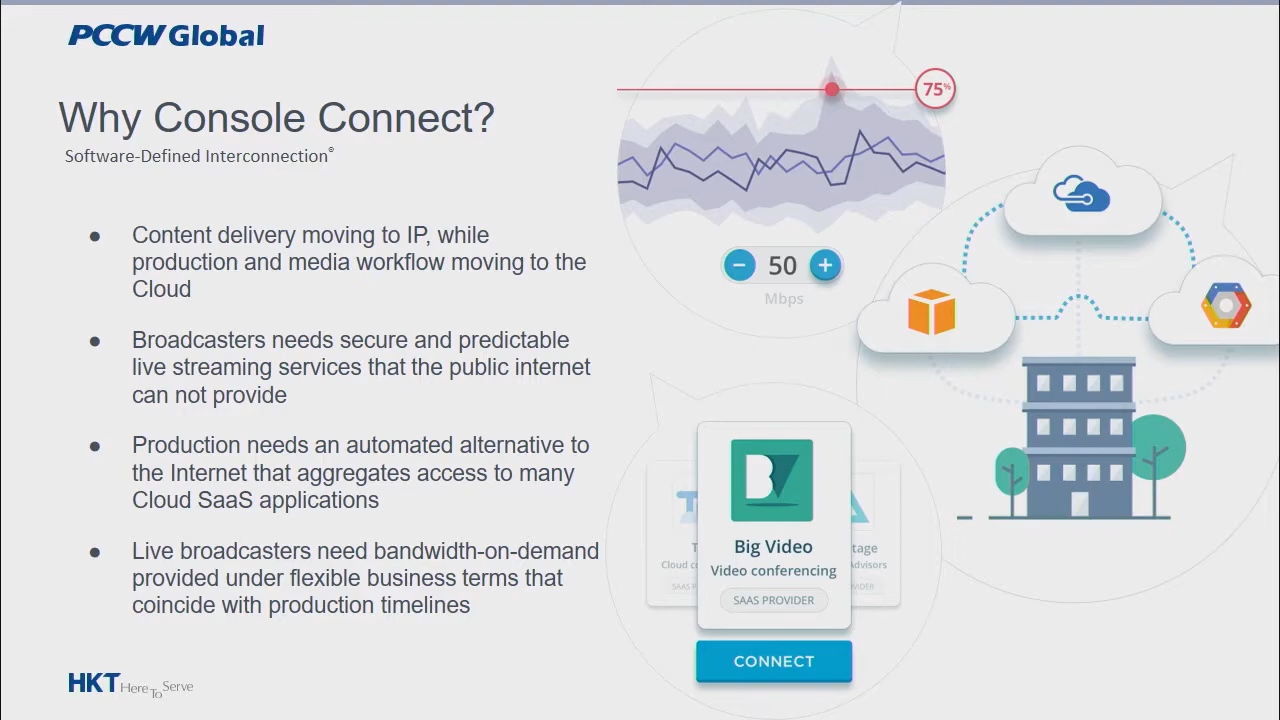 PCCW Global
Why Console Connect?
Software-Defined Interconnection®
● Content delivery moving to IP, while
production and media workflow moving to the
Cloud
● Broadcasters needs secure and predictable
live streaming services that the public internet
can not provide
● Production needs an automated alternative to
the Internet that aggregates access to many
Cloud SaaS applications
● Live broadcasters need bandwidth-on-demand
provided under flexible business terms that
coincide with production timelines
HKT Here To Serve
75%
− 50 +
Mbps
Big Video
Video conferencing
SAAS PROVIDER
CONNECT